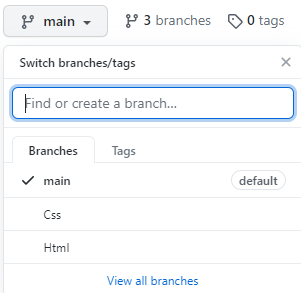 main 3 branches 0 tags
Switch branches/tags
Find or create a branch...
Branches Tags
main default
Css
Html
View all branches